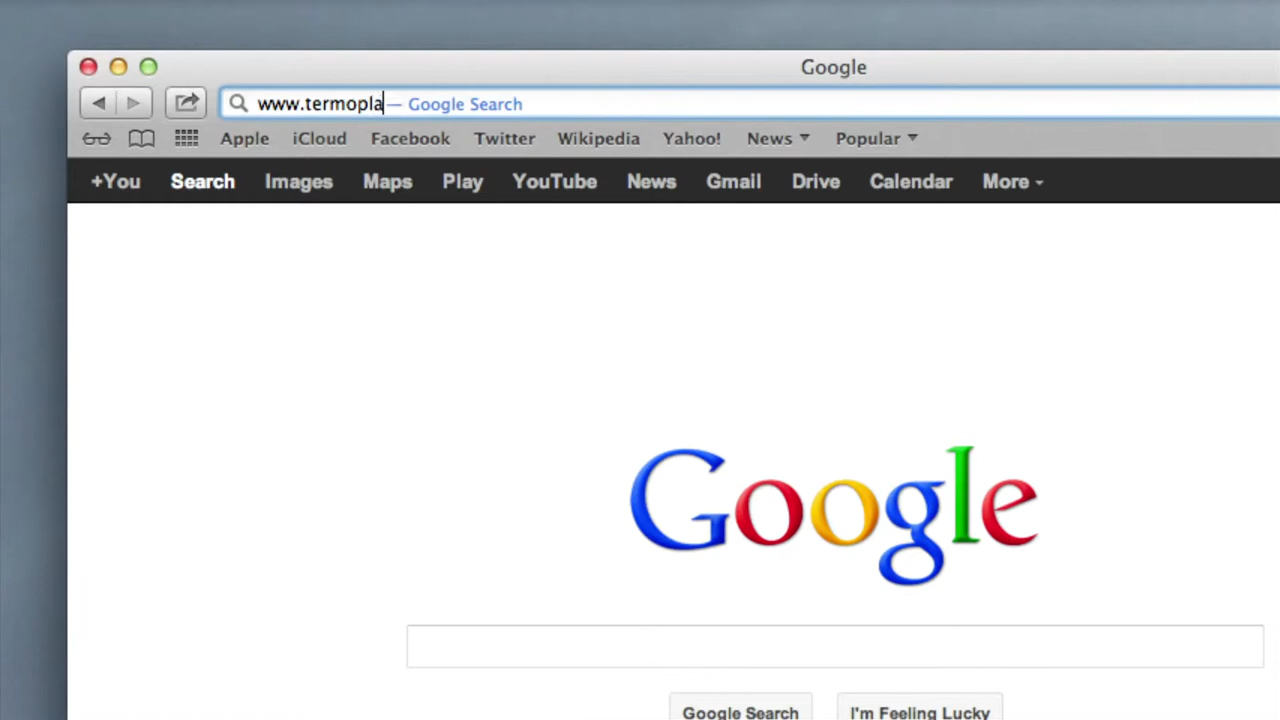 Google
www.termopla — Google Search
Apple iCloud Facebook Twitter Wikipedia Yahoo! News Popular
+You Search Images Maps Play YouTube News Gmail Drive Calendar More
Google
Google Search I'm Feeling Lucky